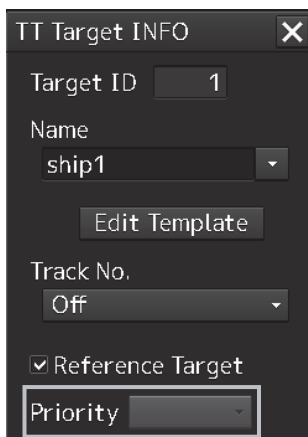 TT Target INFO
Target ID 1
Name
ship1
Edit Template
Track No.
Off
Reference Target
Priority